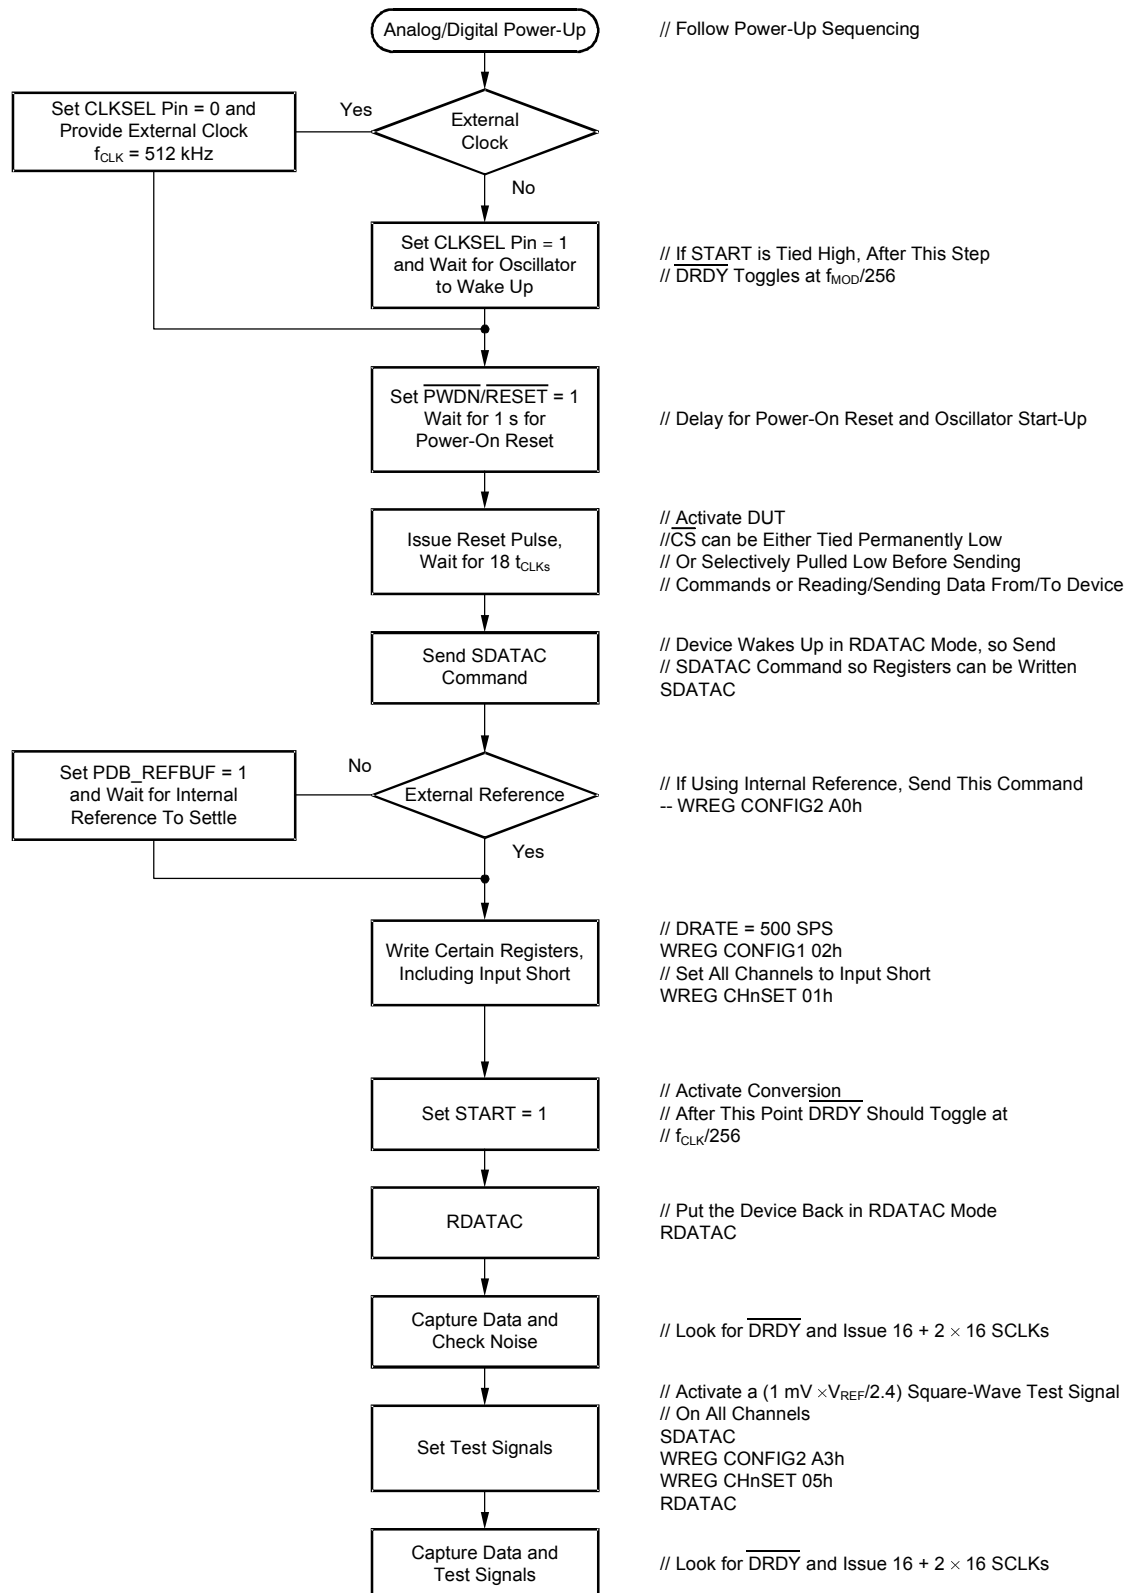 Analog/Digital Power-Up
// Follow Power-Up Sequencing
Set CLKSEL Pin = 0 and
Provide External Clock
fCLK = 512 kHz
Yes
External
Clock
No
Set CLKSEL Pin = 1
and Wait for Oscillator
to Wake Up
// If START is Tied High, After This Step
// DRDY Toggles at fMOD/256
Set PWDN/RESET = 1
Wait for 1 s for
Power-On Reset
// Delay for Power-On Reset and Oscillator Start-Up
Issue Reset Pulse,
Wait for 18 tCLKs
// Activate DUT
//CS can be Either Tied Permanently Low
// Or Selectively Pulled Low Before Sending
// Commands or Reading/Sending Data From/To Device
Send SDATAC
Command
// Device Wakes Up in RDATAC Mode, so Send
// SDATAC Command so Registers can be Written
SDATAC
Set PDB_REFBUF = 1
and Wait for Internal
Reference To Settle
No
External Reference
Yes
// If Using Internal Reference, Send This Command
-- WREG CONFIG2 A0h
Write Certain Registers,
Including Input Short
// DRATE = 500 SPS
WREG CONFIG1 02h
// Set All Channels to Input Short
WREG CHnSET 01h
Set START = 1
// Activate Conversion
// After This Point DRDY Should Toggle at
// fCLK/256
RDATAC
// Put the Device Back in RDATAC Mode
RDATAC
Capture Data and
Check Noise
// Look for DRDY and Issue 16 + 2 × 16 SCLKs
Set Test Signals
// Activate a (1 mV ×VREF/2.4) Square-Wave Test Signal
// On All Channels
SDATAC
WREG CONFIG2 A3h
WREG CHnSET 05h
RDATAC
Capture Data and
Test Signals
// Look for DRDY and Issue 16 + 2 × 16 SCLKs